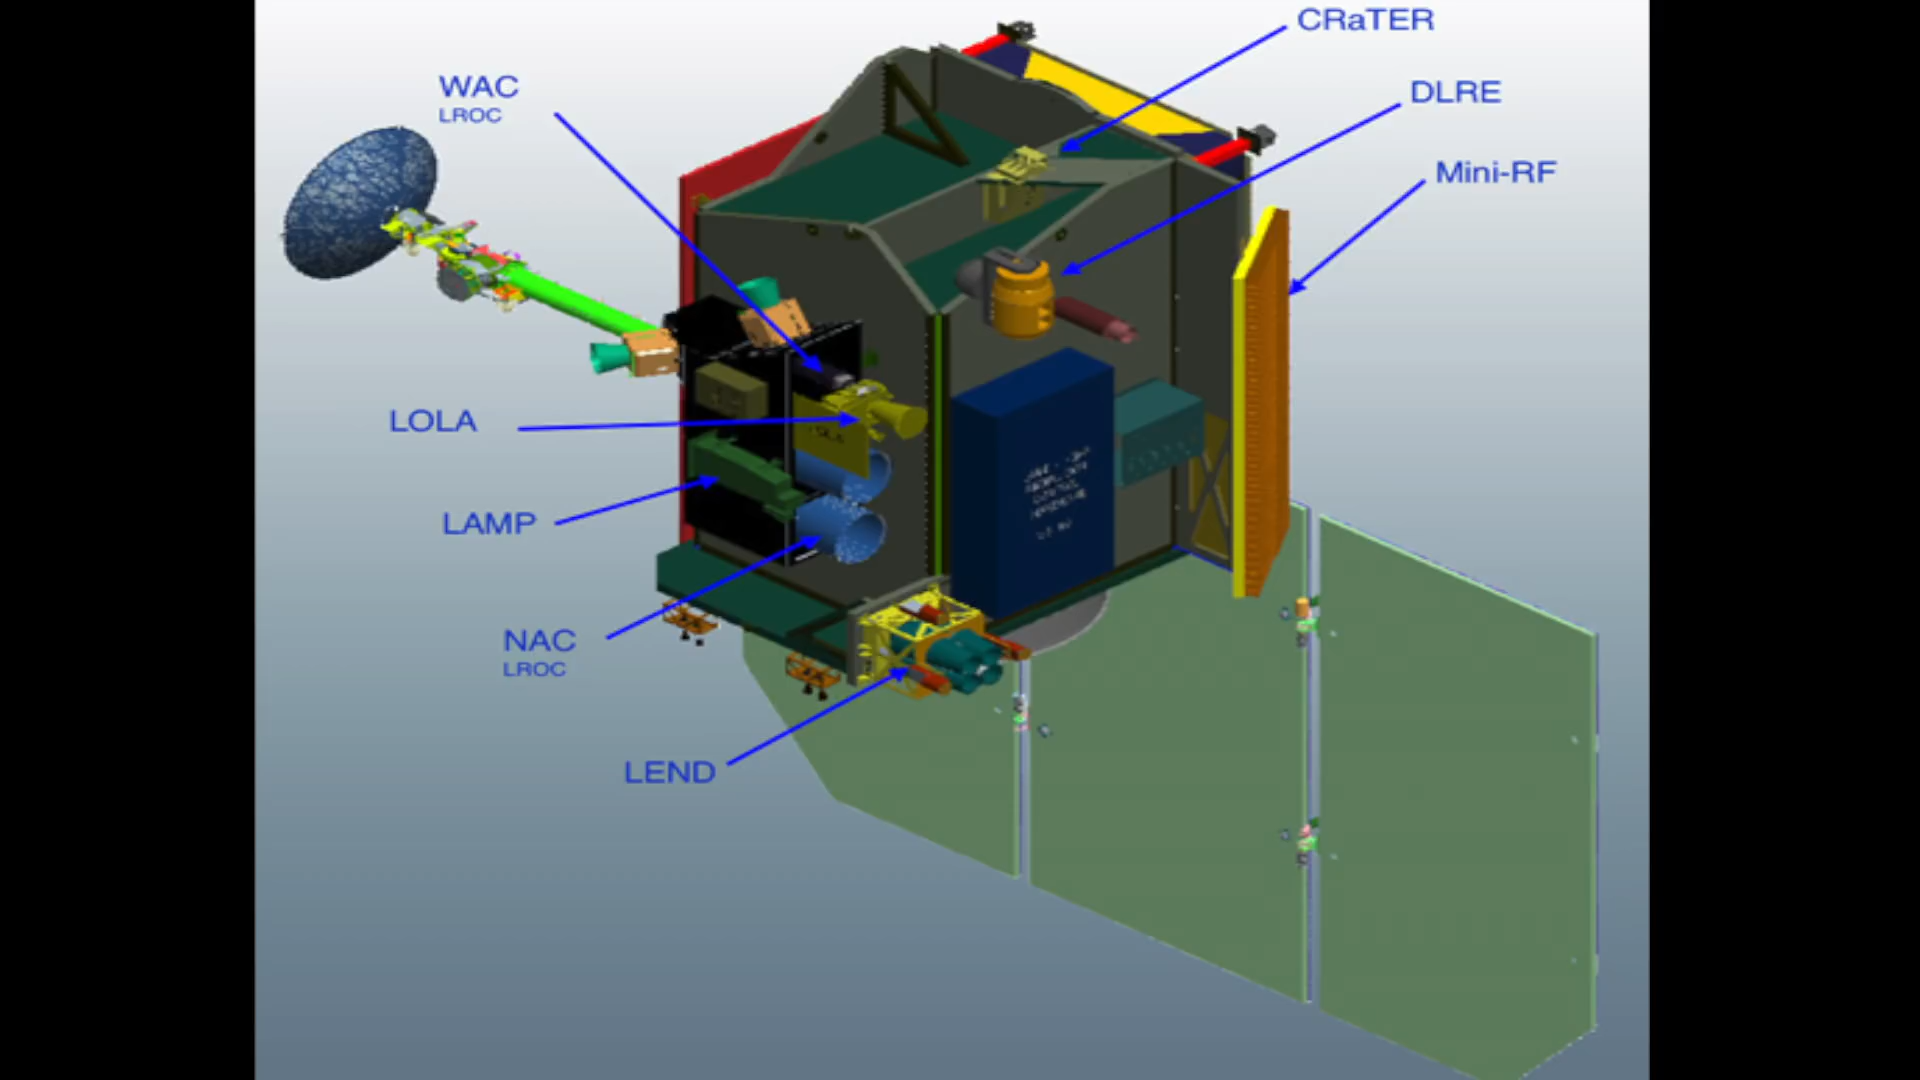 CRaTER
WAC
LROC
DLRE
Mini-RF
LOLA
LAMP
NAC
LROC
LEND